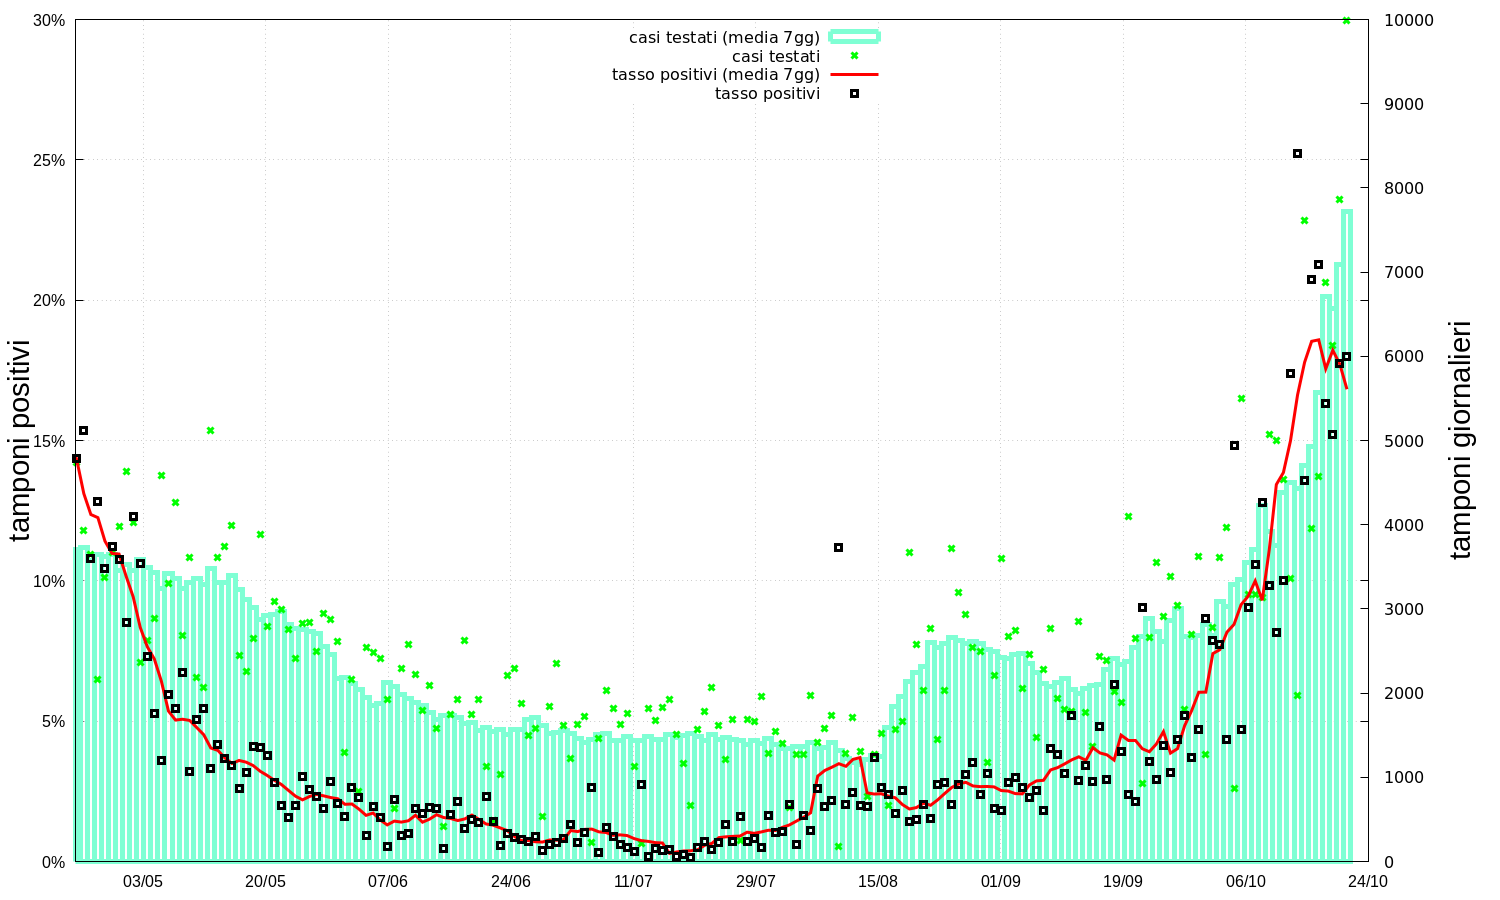 casi testati (media 7gg)
casi testati
tasso positivi (media 7gg)
tasso positivi
tamponi positivi
30%
25%
20%
15%
10%
5%
0%
tamponi giornalieri
10000
9000
8000
7000
6000
5000
4000
3000
2000
1000
0
03/05 20/05 07/06 24/06 11/07 29/07 15/08 01/09 19/09 06/10 24/10